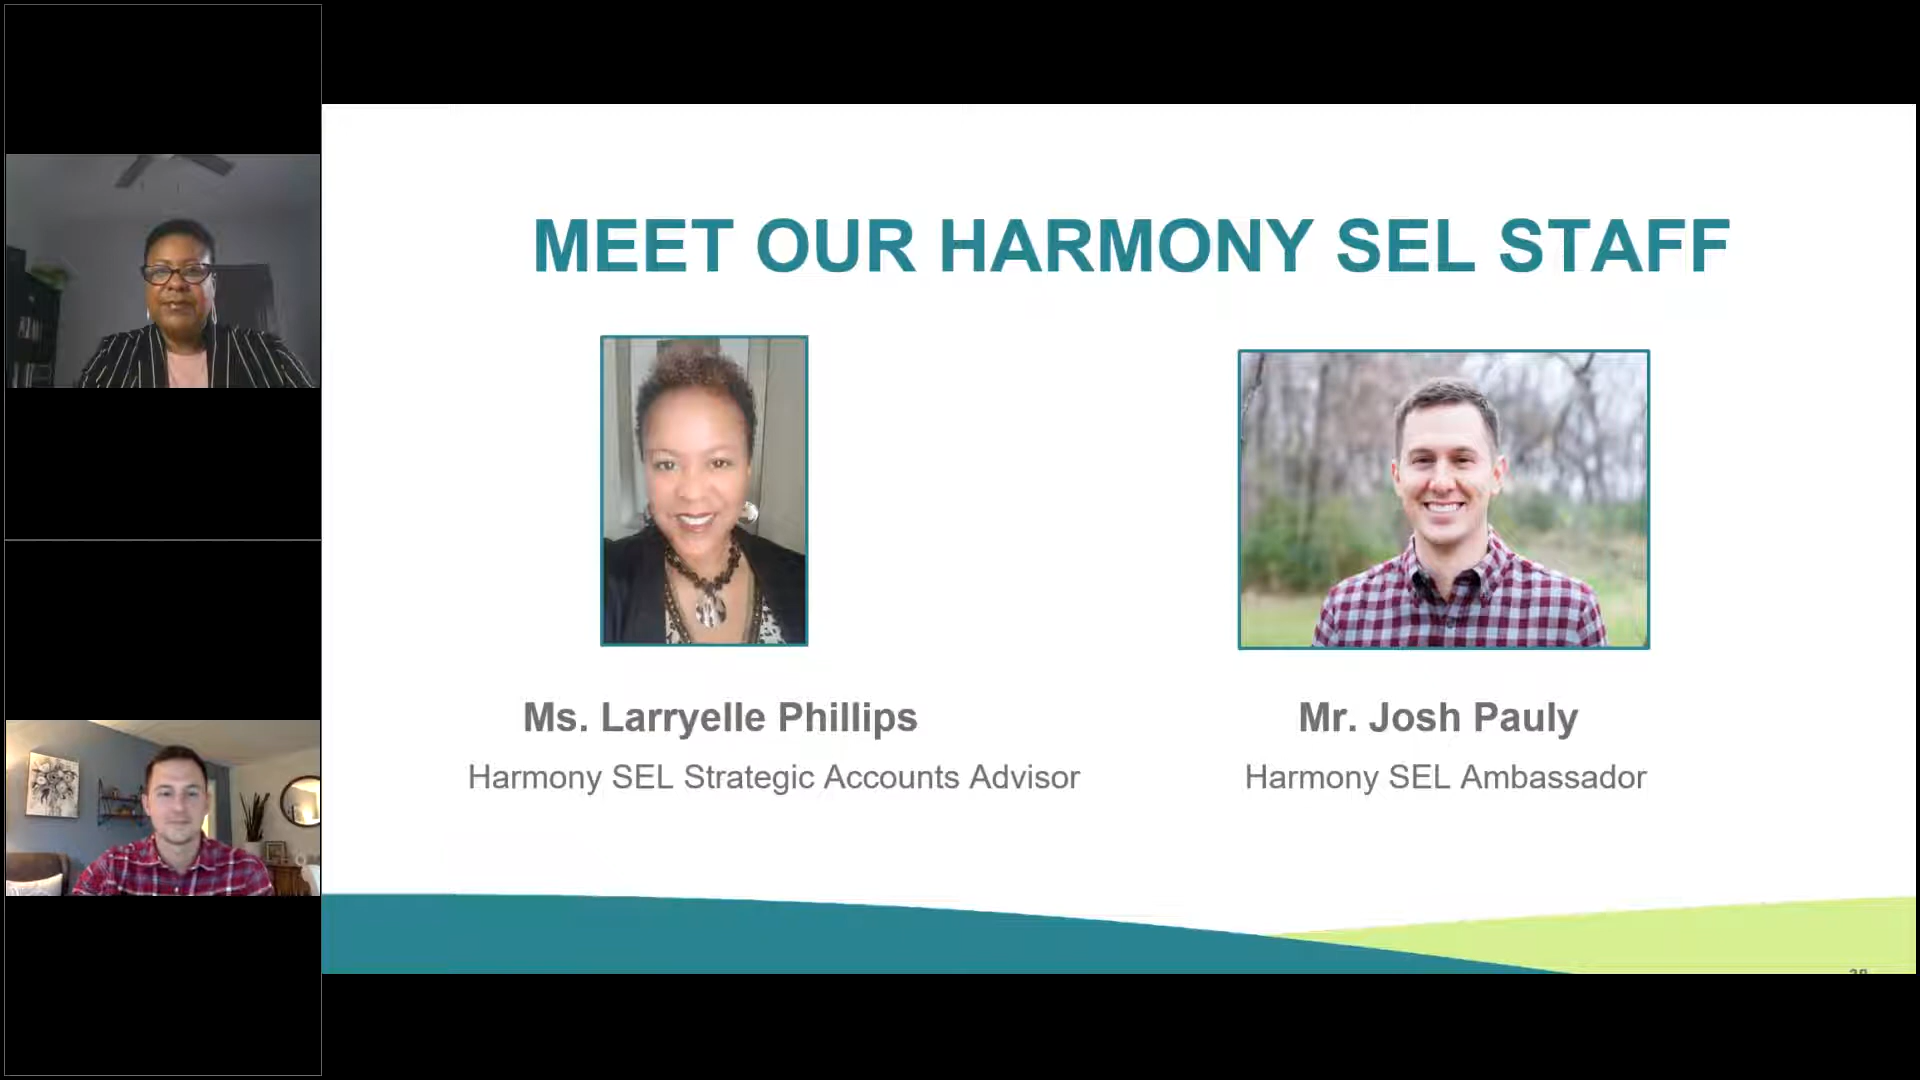 MEET OUR HARMONY SEL STAFF
Ms. Larryelle Phillips
Harmony SEL Strategic Accounts Advisor
Mr. Josh Pauly
Harmony SEL Ambassador